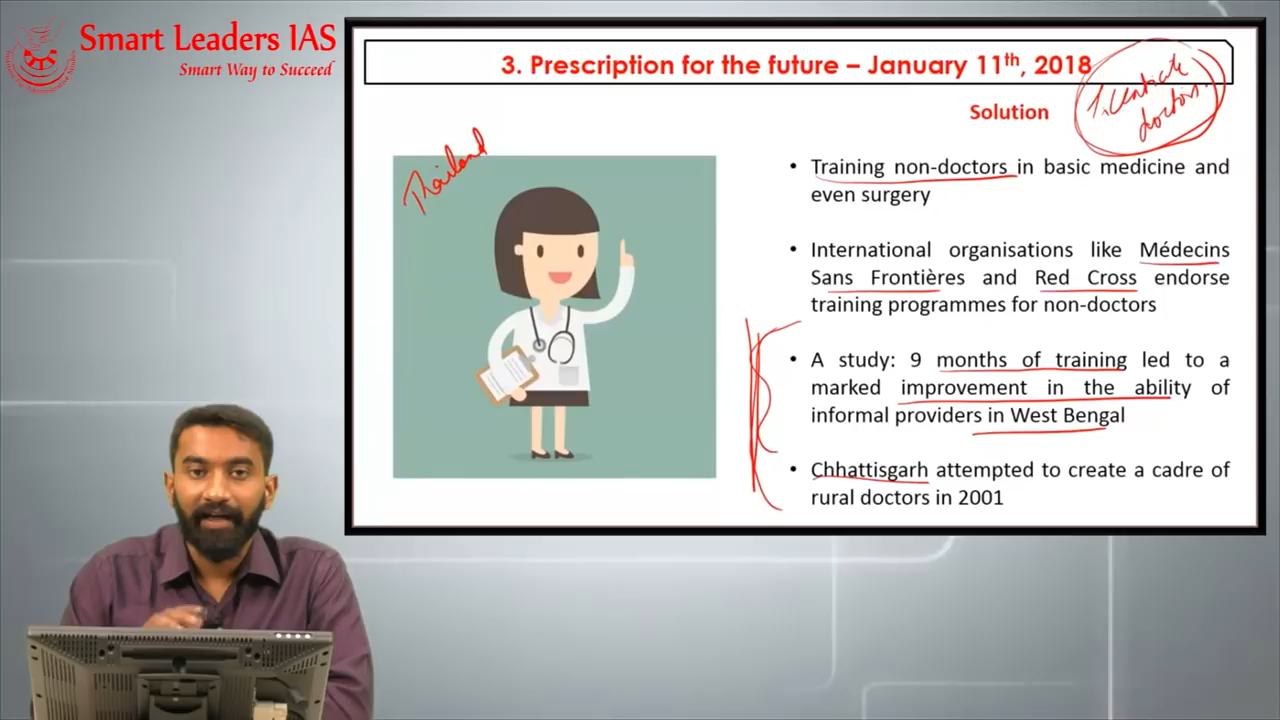 Smart Leaders IAS
Smart Way to Succeed
3. Prescription for the future – January 11th, 2018
Licentiate
doctors.
Solution
Thailand
• Training non-doctors in basic medicine and
even surgery
• International organisations like Médecins
Sans Frontières and Red Cross endorse
training programmes for non-doctors
• A study: 9 months of training led to a
marked improvement in the ability of
informal providers in West Bengal
• Chhattisgarh attempted to create a cadre of
rural doctors in 2001